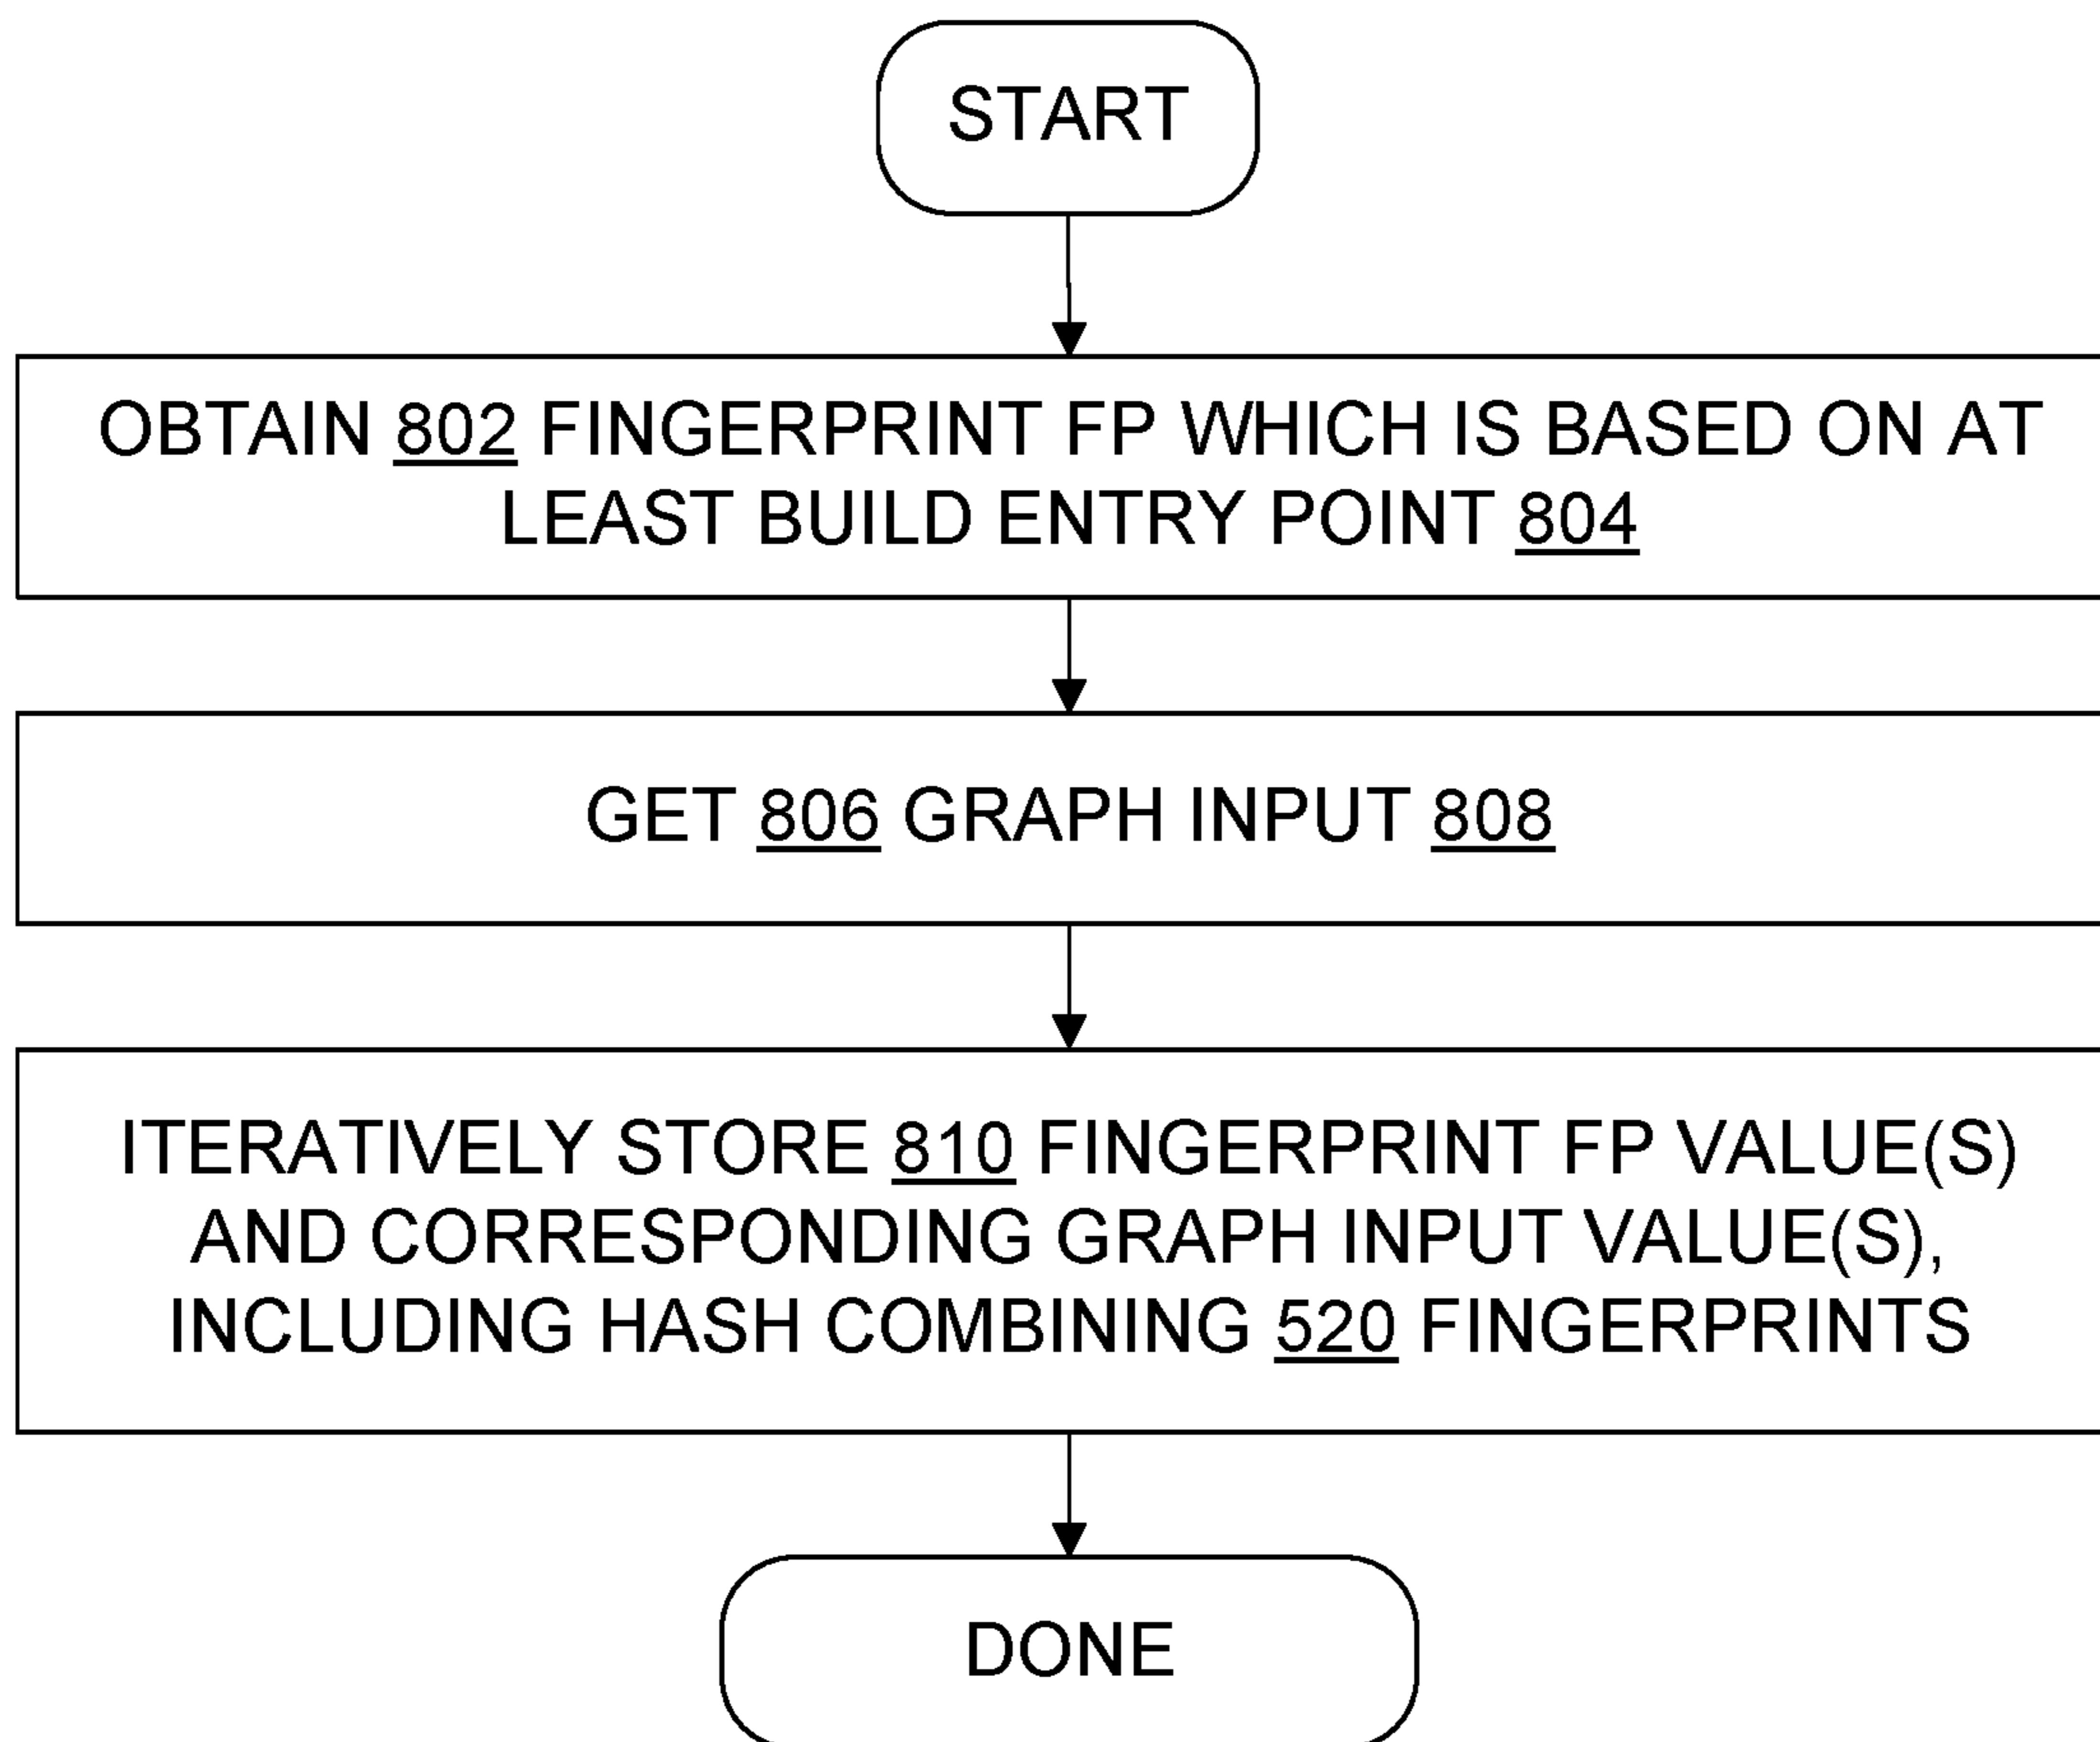 START
OBTAIN 802 FINGERPRINT FP WHICH IS BASED ON AT
LEAST BUILD ENTRY POINT 804
GET 806 GRAPH INPUT 808
ITERATIVELY STORE 810 FINGERPRINT FP VALUE(S)
AND CORRESPONDING GRAPH INPUT VALUE(S),
INCLUDING HASH COMBINING 520 FINGERPRINTS
DONE